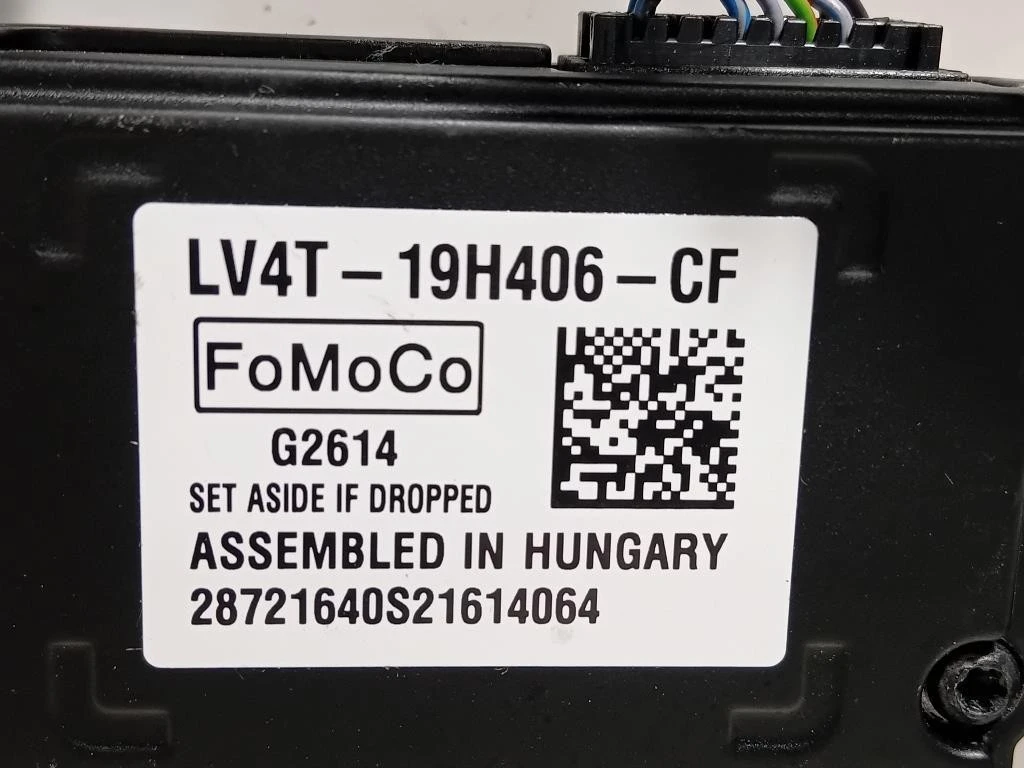 LV4T-19H406-CF
FoMoCo
G2614
SET ASIDE IF DROPPED
ASSEMBLED IN HUNGARY
28721640S21614064